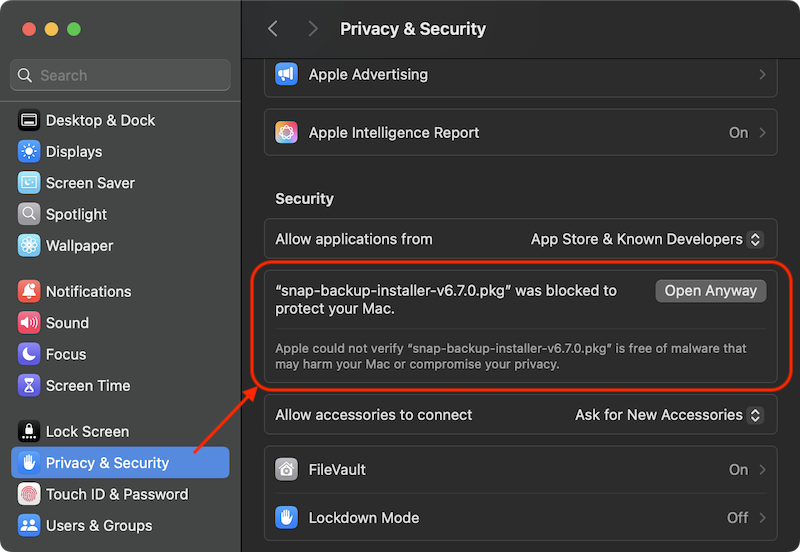 Search
Desktop & Dock
Displays
Screen Saver
Spotlight
Wallpaper
Notifications
Sound
Focus
Screen Time
Lock Screen
Privacy & Security
Touch ID & Password
Users & Groups
Privacy & Security
Apple Advertising
Apple Intelligence Report On
Security
Allow applications from App Store & Known Developers
“snap-backup-installer-v6.7.0.pkg” was blocked to
protect your Mac.
Open Anyway
Apple could not verify “snap-backup-installer-v6.7.0.pkg” is free of malware that
may harm your Mac or compromise your privacy.
Allow accessories to connect Ask for New Accessories
FileVault On
Lockdown Mode Off